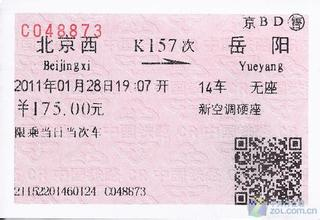 C048873 京BD㊕
北京西 K157次 岳阳
Beijingxi Yueyang
2011年01月28日19:07开 14车 无座
¥175.00元 新空调硬座
限乘当日当次车
21152201460124 C048873
zol.com.cn